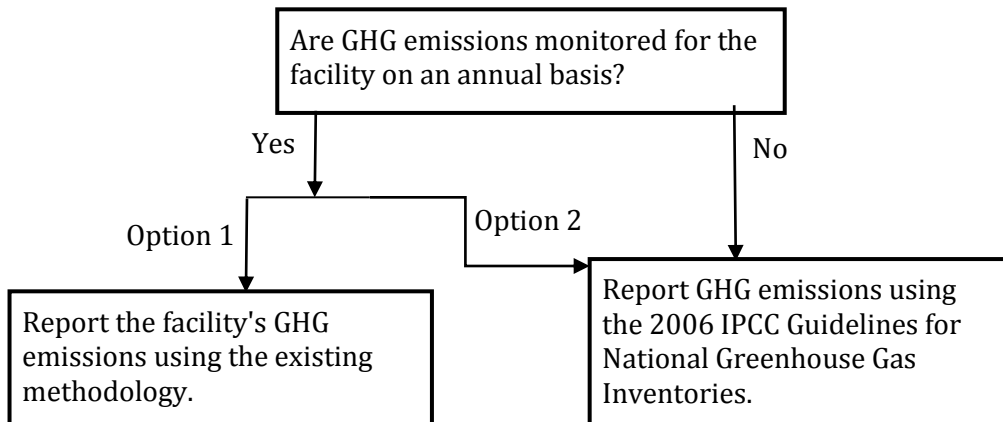 Are GHG emissions monitored for the
facility on an annual basis?
Yes
No
Option 1
Option 2
Report the facility's GHG
emissions using the existing
methodology.
Report GHG emissions using
the 2006 IPCC Guidelines for
National Greenhouse Gas
Inventories.